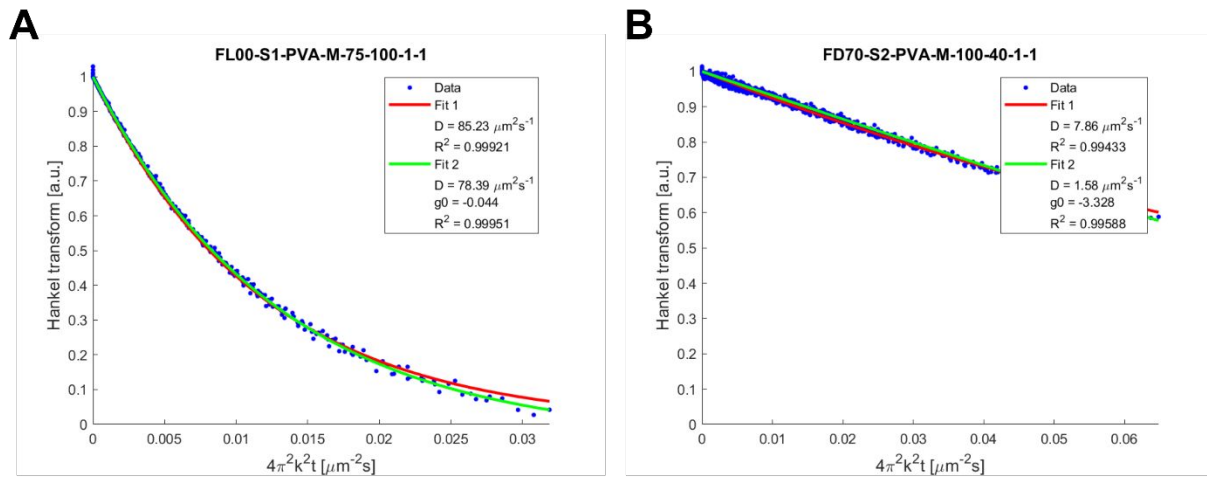 A
FL00-S1-PVA-M-75-100-1-1
Data
Fit 1
D = 85.23 μm²s⁻¹
R² = 0.99921
Fit 2
D = 78.39 μm²s⁻¹
g0 = -0.044
R² = 0.99951
Hankel transform [a.u.]
1
0.9
0.8
0.7
0.6
0.5
0.4
0.3
0.2
0.1
0
0 0.005 0.01 0.015 0.02 0.025 0.03
4π²k²t [μm⁻²s]
B
FD70-S2-PVA-M-100-40-1-1
Data
Fit 1
D = 7.86 μm²s⁻¹
R² = 0.99433
Fit 2
D = 1.58 μm²s⁻¹
g0 = -3.328
R² = 0.99588
Hankel transform [a.u.]
1
0.9
0.8
0.7
0.6
0.5
0.4
0.3
0.2
0.1
0
0 0.01 0.02 0.03 0.04 0.05 0.06
4π²k²t [μm⁻²s]